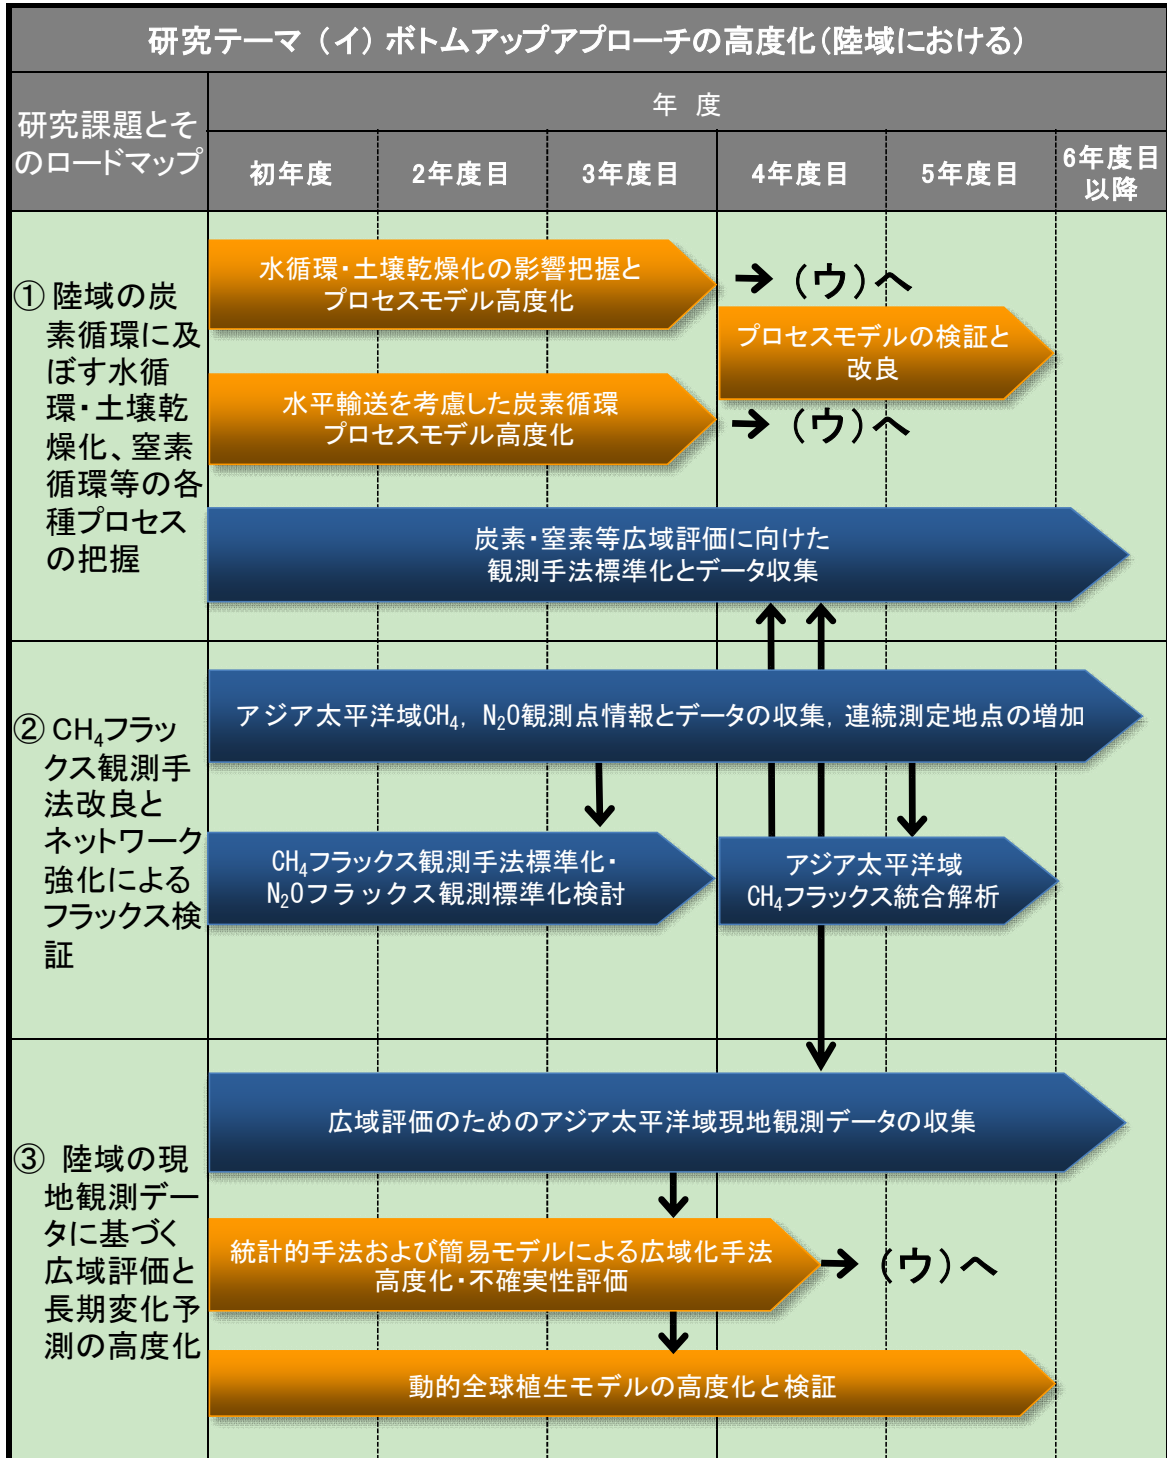 研究テーマ （イ） ボトムアップアプローチの高度化（陸域における）
研究課題とそ
のロードマップ
年 度
初年度
2年度目
3年度目
4年度目
5年度目
6年度目
以降
① 陸域の炭
素循環に及
ぼす水循
環・土壌乾
燥化、窒素
循環等の各
種プロセス
の把握
水循環・土壌乾燥化の影響把握と
プロセスモデル高度化
→（ウ）へ
プロセスモデルの検証と
改良
水平輸送を考慮した炭素循環
プロセスモデル高度化
→（ウ）へ
炭素・窒素等広域評価に向けた
観測手法標準化とデータ収集
② CH₄フラッ
クス観測手
法改良と
ネットワーク
強化による
フラックス検
証
アジア太平洋域CH₄，N₂O観測点情報とデータの収集，連続測定地点の増加
CH₄フラックス観測手法標準化・
N₂Oフラックス観測標準化検討
アジア太平洋域
CH₄フラックス統合解析
③ 陸域の現
地観測デー
タに基づく
広域評価と
長期変化予
測の高度化
広域評価のためのアジア太平洋域現地観測データの収集
統計的手法および簡易モデルによる広域化手法
高度化・不確実性評価
→（ウ）へ
動的全球植生モデルの高度化と検証